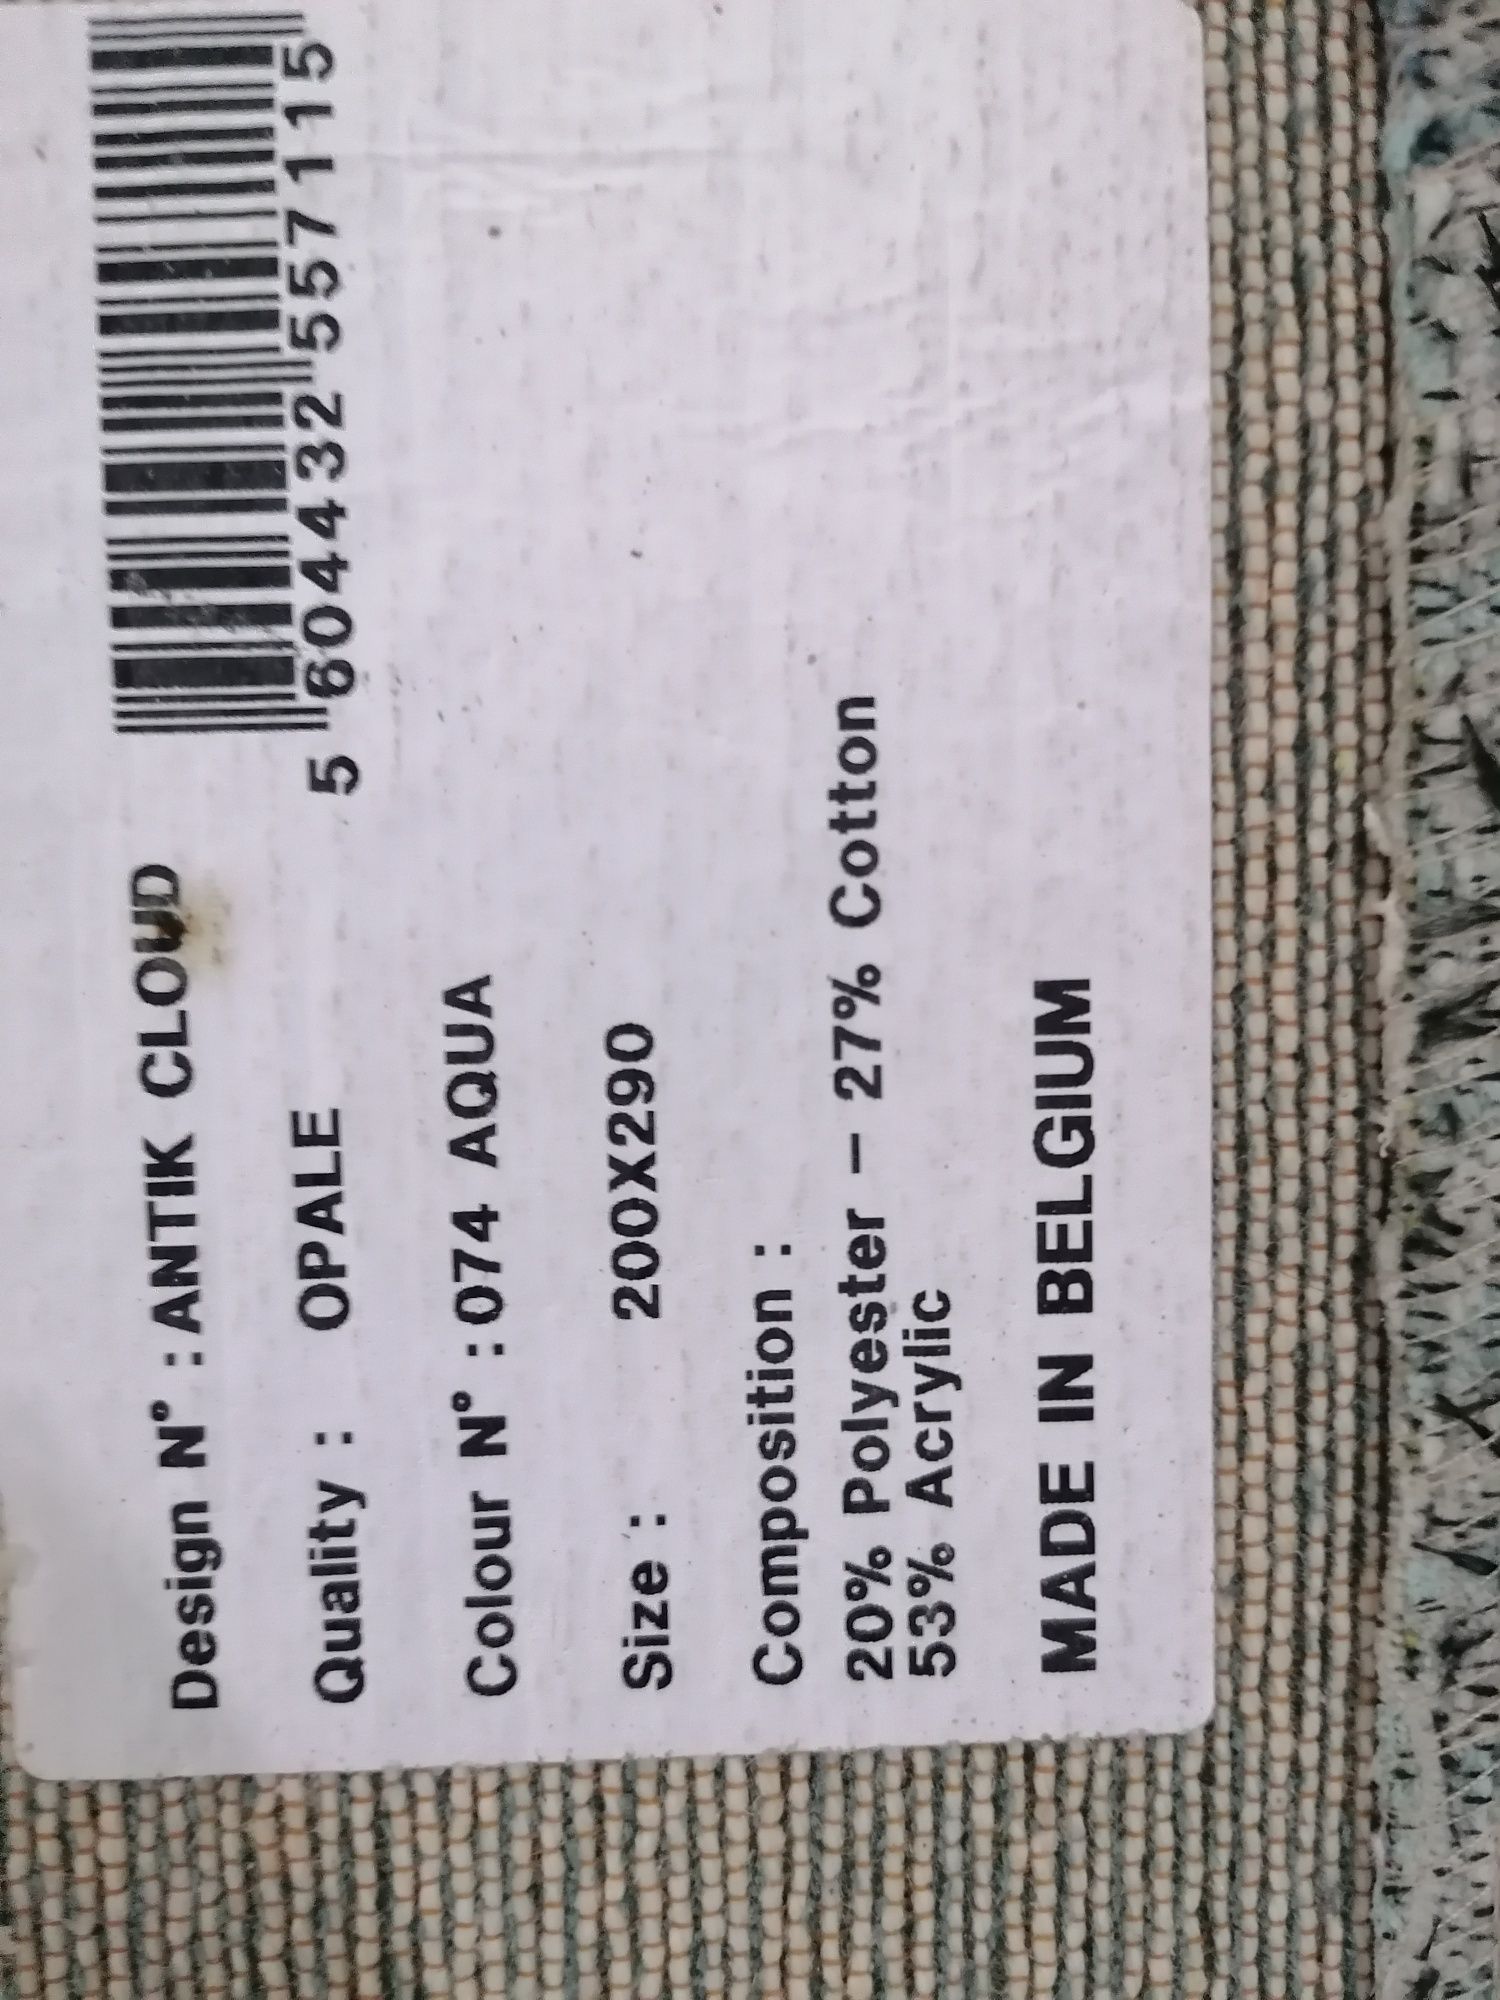 Design N° : ANTIK CLOUD
Quality : OPALE
5 604432 557115
Colour N° : 074 AQUA
Size : 200X290
Composition :
20% Polyester - 27% Cotton
53% Acrylic
MADE IN BELGIUM